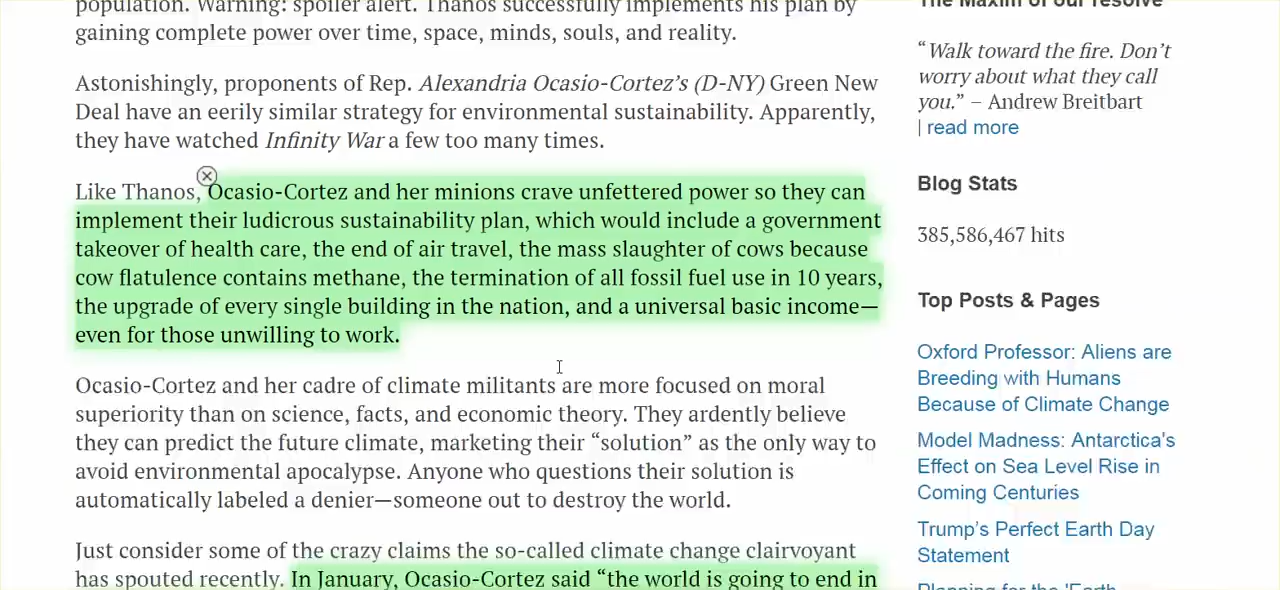 population. Warning: spoiler alert. Thanos successfully implements his plan by
gaining complete power over time, space, minds, souls, and reality.
Astonishingly, proponents of Rep. Alexandria Ocasio-Cortez’s (D-NY) Green New
Deal have an eerily similar strategy for environmental sustainability. Apparently,
they have watched Infinity War a few too many times.
Like Thanos, Ocasio-Cortez and her minions crave unfettered power so they can
implement their ludicrous sustainability plan, which would include a government
takeover of health care, the end of air travel, the mass slaughter of cows because
cow flatulence contains methane, the termination of all fossil fuel use in 10 years,
the upgrade of every single building in the nation, and a universal basic income—
even for those unwilling to work.
Ocasio-Cortez and her cadre of climate militants are more focused on moral
superiority than on science, facts, and economic theory. They ardently believe
they can predict the future climate, marketing their “solution” as the only way to
avoid environmental apocalypse. Anyone who questions their solution is
automatically labeled a denier—someone out to destroy the world.
Just consider some of the crazy claims the so-called climate change clairvoyant
has spouted recently. In January, Ocasio-Cortez said “the world is going to end in
The Maxim of our resolve
“Walk toward the fire. Don’t
worry about what they call
you.” – Andrew Breitbart
| read more
Blog Stats
385,586,467 hits
Top Posts & Pages
Oxford Professor: Aliens are
Breeding with Humans
Because of Climate Change
Model Madness: Antarctica's
Effect on Sea Level Rise in
Coming Centuries
Trump’s Perfect Earth Day
Statement
Planning for the 'Earth